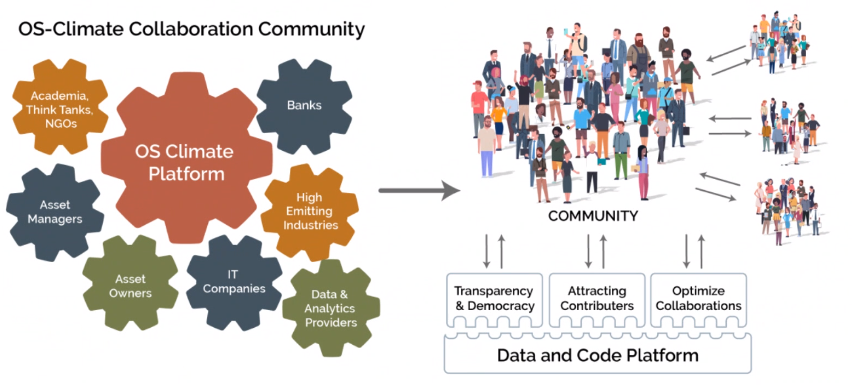 OS-Climate Collaboration Community
Academia,
Think Tanks,
NGOs
Banks
OS Climate
Platform
Asset
Managers
High
Emitting
Industries
Asset
Owners
IT
Companies
Data &
Analytics
Providers
COMMUNITY
Transparency
& Democracy
Attracting
Contributers
Optimize
Collaborations
Data and Code Platform